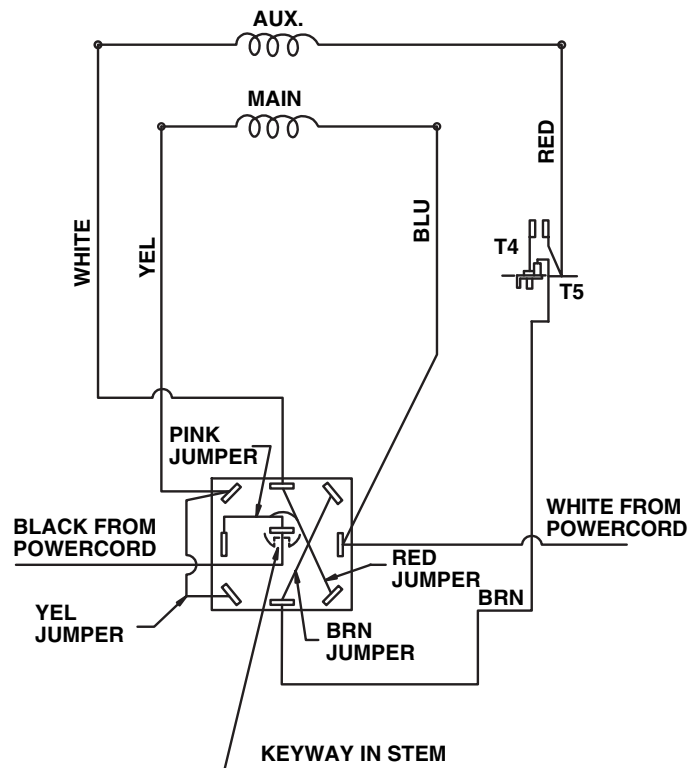 AUX.
MAIN
WHITE
YEL
BLU
RED
T4
T5
PINK
JUMPER
BLACK FROM
POWERCORD
WHITE FROM
POWERCORD
YEL
JUMPER
RED
JUMPER
BRN
BRN
JUMPER
KEYWAY IN STEM